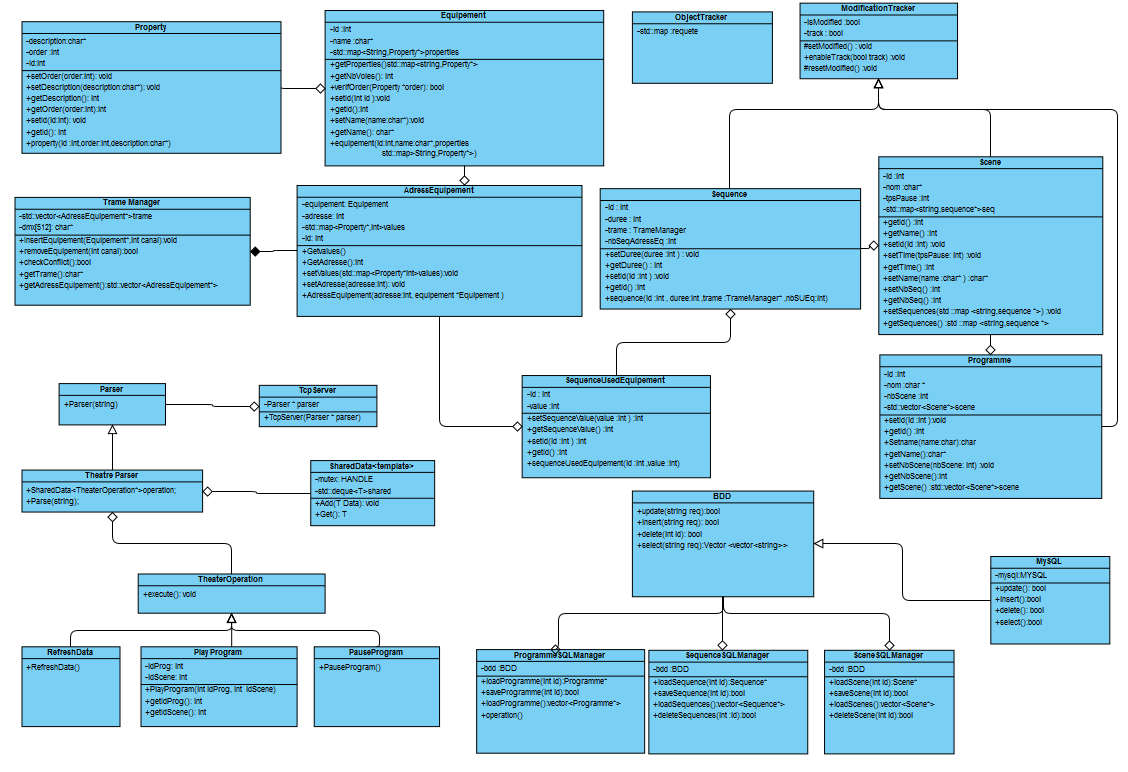 Property
-description:char*
-order :int
-id:int
+setOrder(order:int): void
+setDescription(description:char*): void
+getDescription(): int
+getOrder(order:int):int
+setId(id:int): void
+getId(): int
+property(id :int,order:int,description:char*)
Equipement
-id :int
-name :char*
-std::map<String,Property*>properties
+getProperties()std::map<string,Property*>
+getNbVoies(): int
+verifOrder(Property *order): bool
+setId(int id ):void
+getId():int
+setName(name:char*):void
+getName(): char*
+equipement(id:int,name:char*,properties
std::map>String,Property*>)
ObjectTracker
-std::map :requete
ModificationTracker
-isModified :bool
-track : bool
#setModified() : void
+enableTrack(bool track) :void
#resetModified() :void
Trame Manager
-std::vector<AdressEquipement*>trame
-dmx[512]: char*
+insertEquipement(Equipement*,int canal):void
+removeEquipement(int canal):bool
+checkConflict():bool
+getTrame():char*
+getAdressEquipement():std::vector<AdressEquipement*>
AdressEquipement
-equipement: Equipement
-adresse: int
-std::map<Property*,int>values
-id: int
+Getvalues()
+GetAdresse():int
+setValues(std::map<Property*int>values):void
+setAdresse(adresse:int): void
+AdressEquipement(adresse:int, equipement *Equipement )
Sequence
-id : int
-duree : int
-trame : TrameManager
-nbSeqAdressEq :int
+setDuree(duree :int ) : void
+getDuree() : int
+setId(id :int ) :void
+getId() :int
+sequence(id :int , duree:int ,trame :TrameManager* ,nbSUEq:int)
Scene
-id :int
-nom :char*
-tpsPause :int
-std::map<string,sequence*>seq
+getId() :int
+getName() :int
+setId(id :int) :void
+setTime(tpsPause: int) :void
+getTime() :int
+setName(name :char* ) :char*
+setNbSeq() :int
+getNbSeq() :int
+setSequences(std ::map <string,sequence *>) :void
+getSequences() :std ::map <string,sequence *>
Programme
-id :int
-nom :char *
-nbScene :int
-std::vector<Scene*>scene
+setId(id :int ):void
+getId() :int
+Setname(name:char):char
+getName():char*
+setNbScene(nbScene: int) :void
+getNbScene():int
+getScene() :std::vector<Scene*>scene
Parser
+Parser(string)
TcpServer
-Parser * parser
+TcpServer(Parser * parser)
SequenceUsedEquipement
-id : int
-value :int
+setSequenceValue(value :int ) :int
+getSequenceValue() :int
+setId(id :int ) :int
+getId() :int
+sequenceUsedEquipement(id :int ,value :int)
Theatre Parser
+SharedData<TheaterOperation*>operation;
+Parse(string);
SharedData<template>
-mutex: HANDLE
-std::deque<T>shared
+Add(T Data): void
+Get(): T
BDD
+update(string req):bool
+insert(string req): bool
+delete(int id): bool
+select(string req):Vector <vector<string>>
MySQL
-mysql:MYSQL
+update(): bool
+insert():bool
+delete(): bool
+select():bool
TheaterOperation
+execute(): void
RefreshData
+RefreshData()
Play Program
-idProg: int
-idScene: int
+PlayProgram(int idProg, int idScene)
+getidProg(): int
+getidScene(): int
PauseProgram
+PauseProgram()
ProgrammeSQLManager
-bdd :BDD
+loadProgramme(int id):Programme*
+saveProgramme(int id):bool
+loadProgramme():vector<Programme*>
+operation()
SequenceSQLManager
-bdd :BDD
+loadSequence(int id):Sequence*
+saveSequence(int id):bool
+loadSequences():vector<Sequence*>
+deleteSequences(int :id):bool
SceneSQLManager
-bdd :BDD
+loadScene(int id):Scene*
+saveScene(int id):bool
+loadScenes():vector<Scene*>
+deleteScene(int id):bool